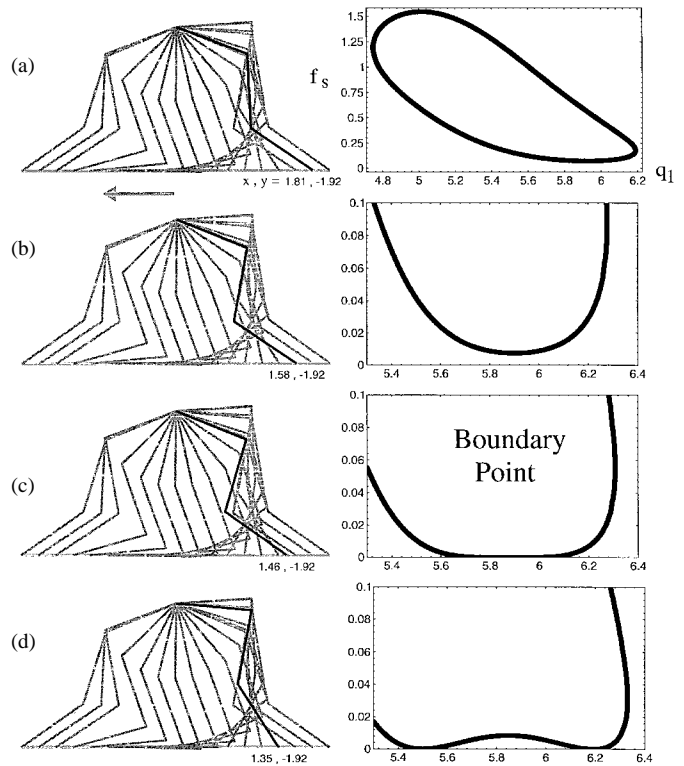 (a)
x , y = 1.81 , -1.92
f s
1.5
1.25
1
0.75
0.5
0.25
0
4.8 5 5.2 5.4 5.6 5.8 6 6.2
q1
(b)
1.58 , -1.92
0.1
0.08
0.06
0.04
0.02
0
5.4 5.6 5.8 6 6.2 6.4
(c)
1.46 , -1.92
0.1
0.08
0.06
0.04
0.02
0
Boundary
Point
5.4 5.6 5.8 6 6.2 6.4
(d)
1.35 , -1.92
0.1
0.08
0.06
0.04
0.02
0
5.4 5.6 5.8 6 6.2 6.4